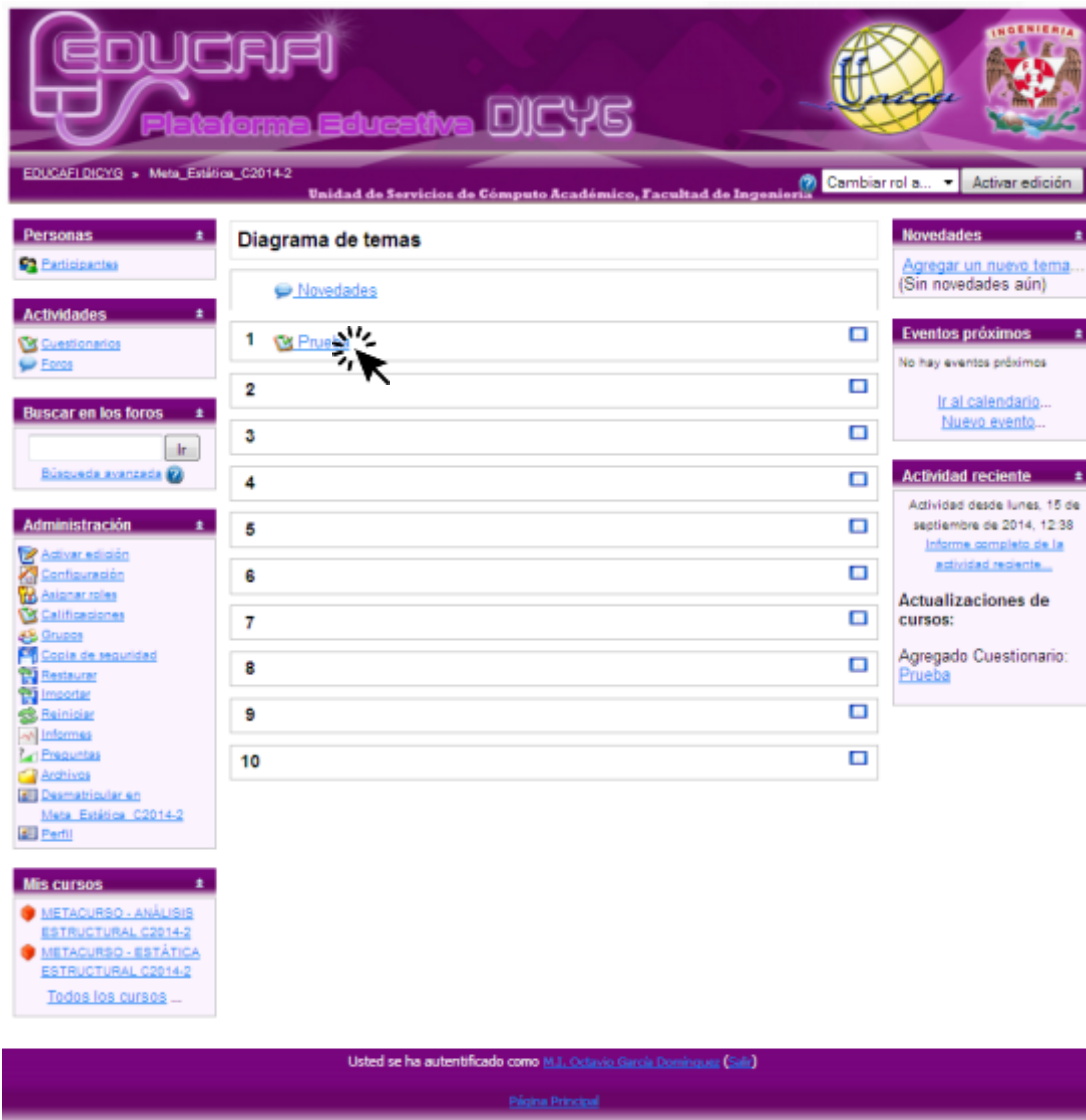 EDUCAFI
Plataforma Educativa DICYG
Unica
INGENIERIA
EDUCAFI DICYG » Meta_Estática_C2014-2
Unidad de Servicios de Cómputo Académico, Facultad de Ingeniería
Cambiar rol a...
Activar edición
Personas
Participantes
Actividades
Cuestionarios
Foros
Buscar en los foros
Ir
Búsqueda avanzada
Administración
Activar edición
Configuración
Asignar roles
Calificaciones
Grupos
Copia de seguridad
Restaurar
Importar
Reiniciar
Informes
Preguntas
Archivos
Desmatricular en
Meta_Estática_C2014-2
Perfil
Mis cursos
METACURSO - ANÁLISIS
ESTRUCTURAL C2014-2
METACURSO - ESTÁTICA
ESTRUCTURAL C2014-2
Todos los cursos ...
Diagrama de temas
Novedades
1 Prueba
2
3
4
5
6
7
8
9
10
Novedades
Agregar un nuevo tema...
(Sin novedades aún)
Eventos próximos
No hay eventos próximos
Ir al calendario...
Nuevo evento...
Actividad reciente
Actividad desde lunes, 15 de
septiembre de 2014, 12:38
Informe completo de la
actividad reciente...
Actualizaciones de
cursos:
Agregado Cuestionario:
Prueba
Usted se ha autentificado como M.I. Octavio García Domínguez (Salir)
Página Principal